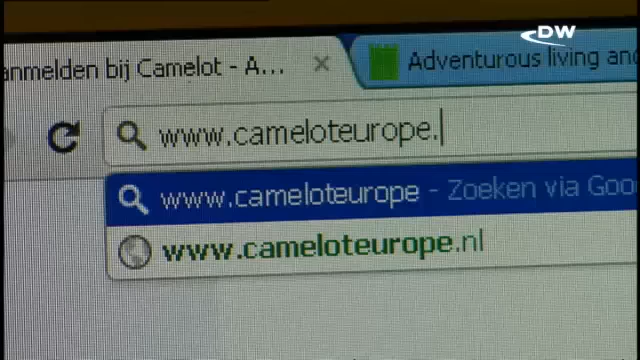 DW
anmelden bij Camelot - A...
Adventurous living and
www.cameloteurope.
www.cameloteurope - Zoeken via Goo
www.cameloteurope.nl